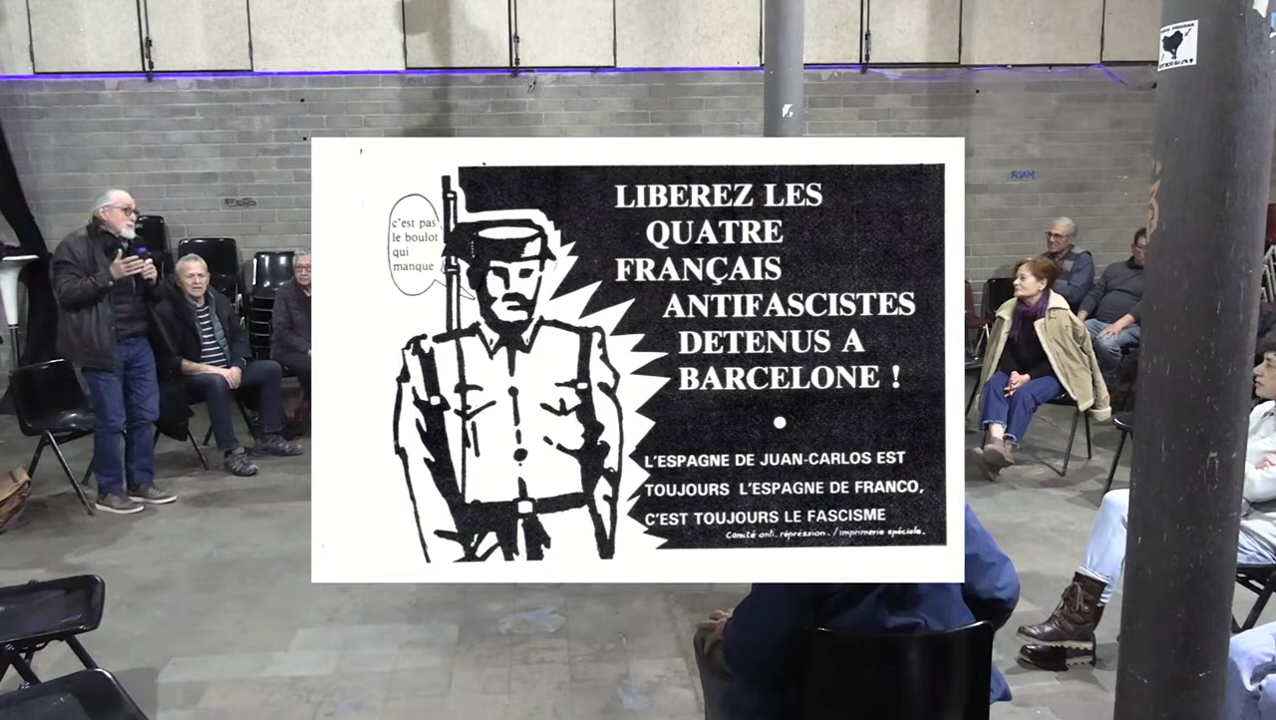 c'est pas
le boulot
qui
manque
LIBEREZ LES
QUATRE
FRANÇAIS
ANTIFASCISTES
DETENUS A
BARCELONE !
L'ESPAGNE DE JUAN-CARLOS EST
TOUJOURS L'ESPAGNE DE FRANCO,
C'EST TOUJOURS LE FASCISME
Comité anti-répression. / imprimerie spéciale.